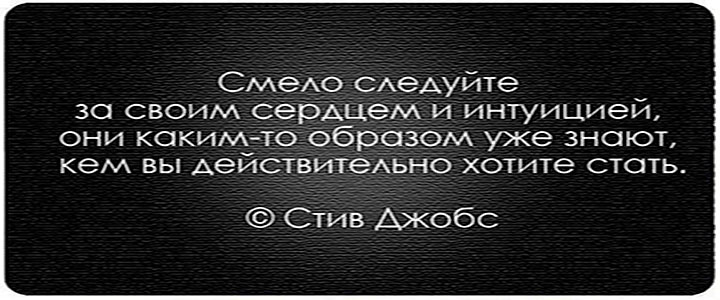 Смело следуйте
за своим сердцем и интуицией,
они каким-то образом уже знают,
кем вы действительно хотите стать.
© Стив Джобс